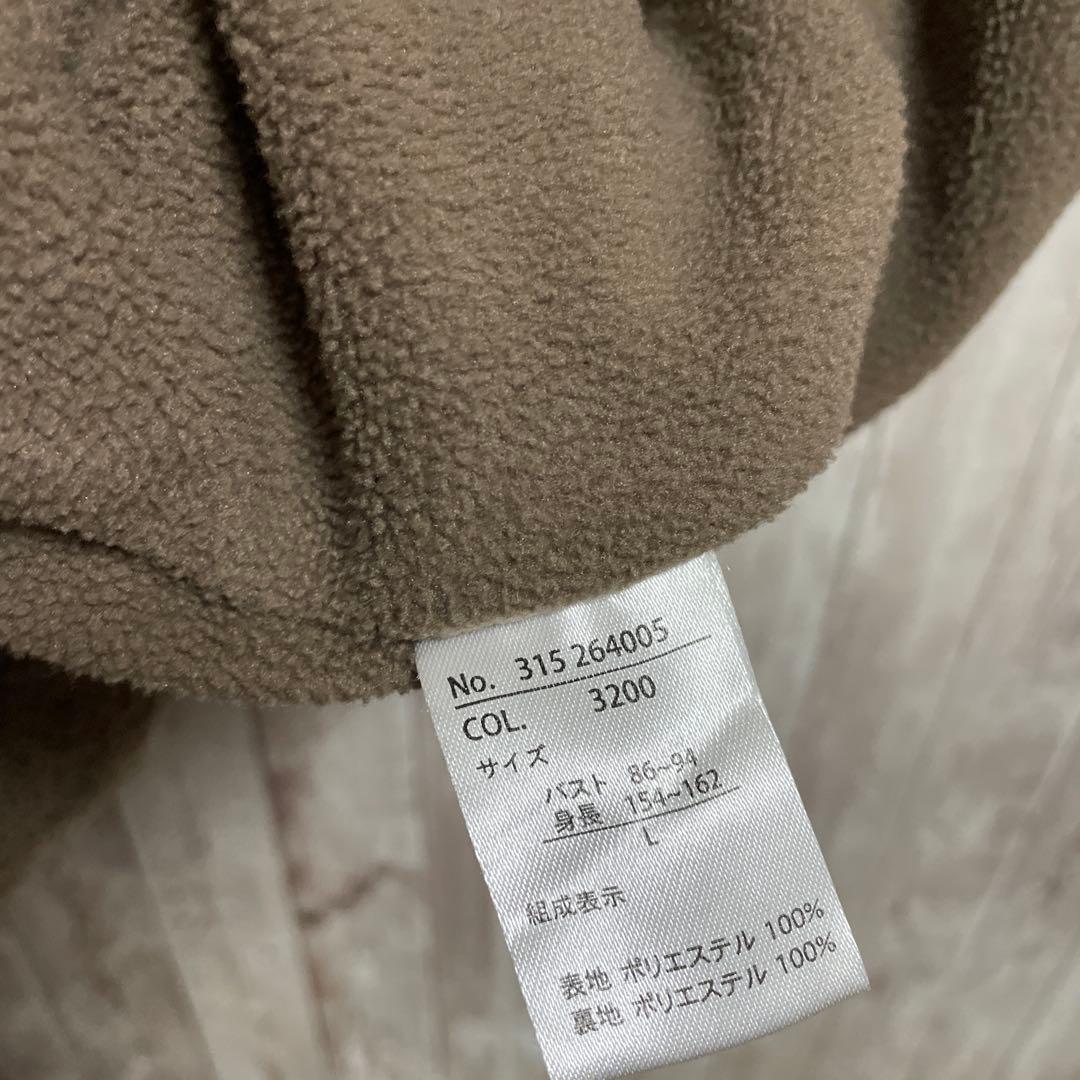 No. 315 264005
COL. 3200
サイズ
バスト 86~94
身長 154~162
L
組成表示
表地 ポリエステル 100%
裏地 ポリエステル 100%